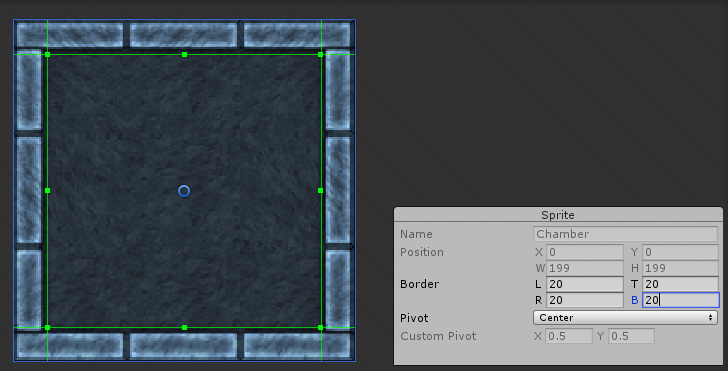 Sprite
Name Chamber
Position X 0 Y 0
W 199 H 199
Border L 20 T 20
R 20 B 20
Pivot Center
Custom Pivot X 0.5 Y 0.5